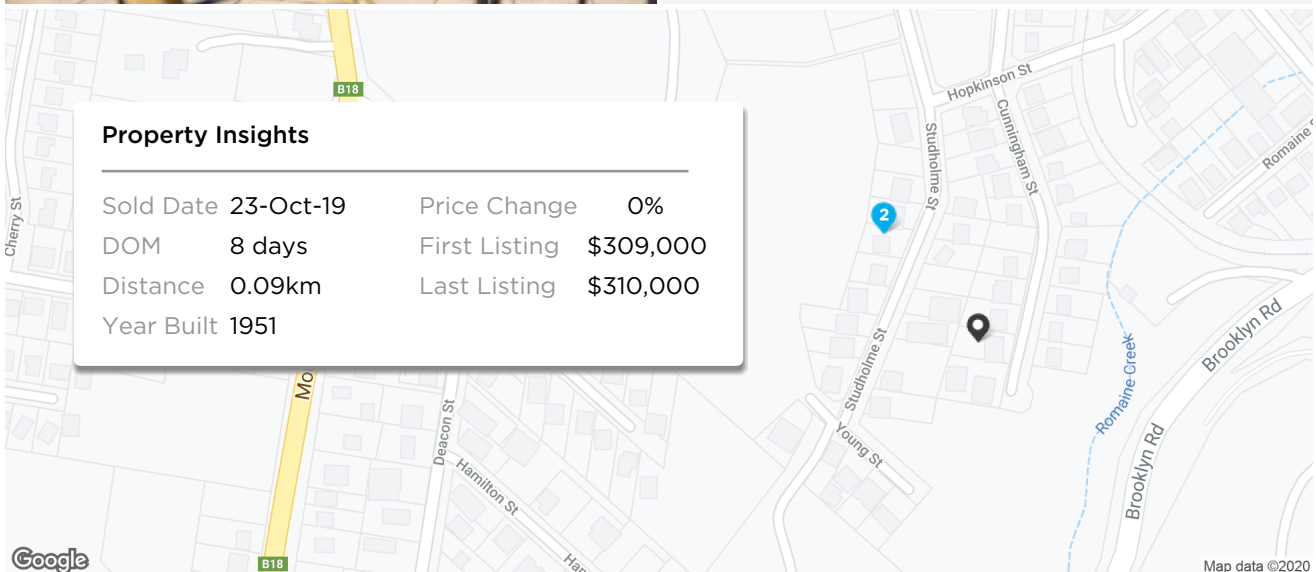 Property Insights
Sold Date 23-Oct-19 Price Change 0%
DOM 8 days First Listing $309,000
Distance 0.09km Last Listing $310,000
Year Built 1951
B18
Cherry St
Mo
Deacon St
Hamilton St
Ha
B18
Hopkinson St
Cunningham St
Studholme St
2
Studholme St
Young St
Romaine
Romaine Creek
Brooklyn Rd
Brooklyn Rd
Google
Map data ©2020